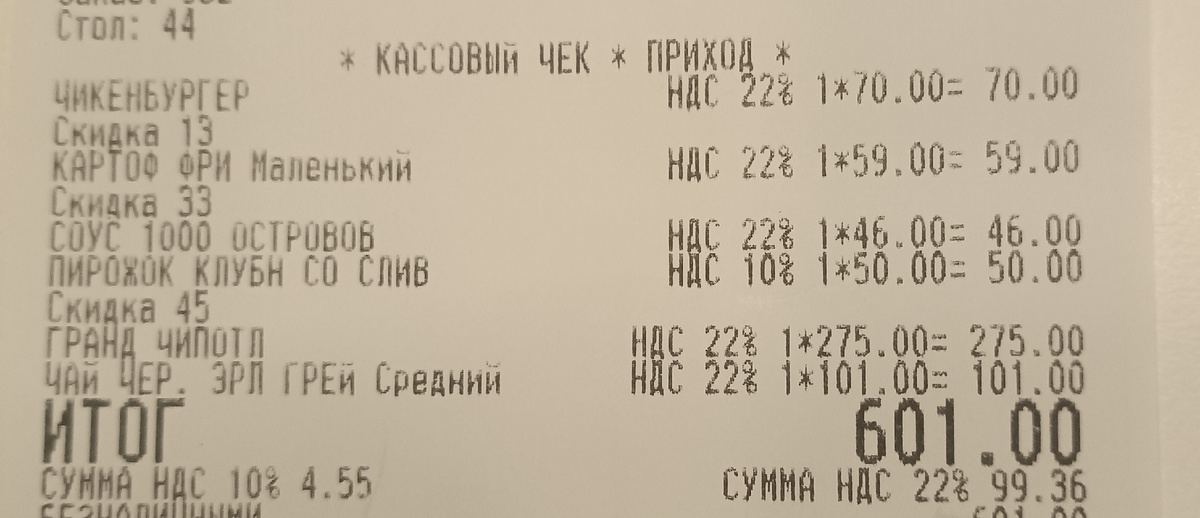 Стол: 44
* КАССОВЫЙ ЧЕК * ПРИХОД *
ЧИКЕНБУРГЕР НДС 22% 1*70.00= 70.00
Скидка 13
КАРТОФ ФРИ Маленький НДС 22% 1*59.00= 59.00
Скидка 33
СОУС 1000 ОСТРОВОВ НДС 22% 1*46.00= 46.00
ПИРОЖОК КЛУБН СО СЛИВ НДС 10% 1*50.00= 50.00
Скидка 45
ГРАНД ЧИПОТЛ НДС 22% 1*275.00= 275.00
ЧАЙ ЧЕР. ЭРЛ ГРЕЙ Средний НДС 22% 1*101.00= 101.00
ИТОГ 601.00
СУММА НДС 10% 4.55 СУММА НДС 22% 99.36
БЕЗНАЛИЧНЫМИ 601.00